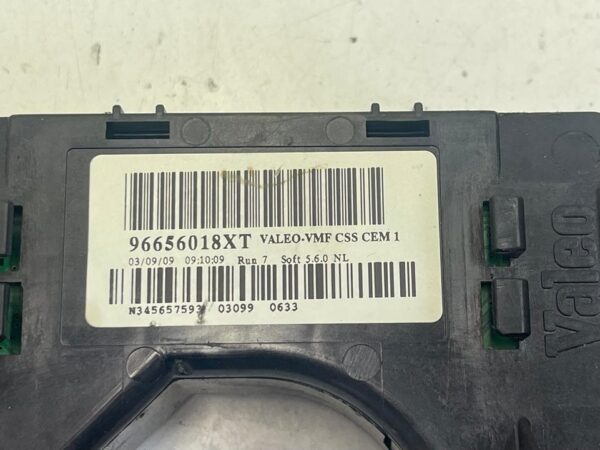 96656018XT VALEO-VMF CSS CEM 1
03/09/09 09:10:09 Run 7 Soft 5.6.0 NL
N345657593 03099 0633
Valeo